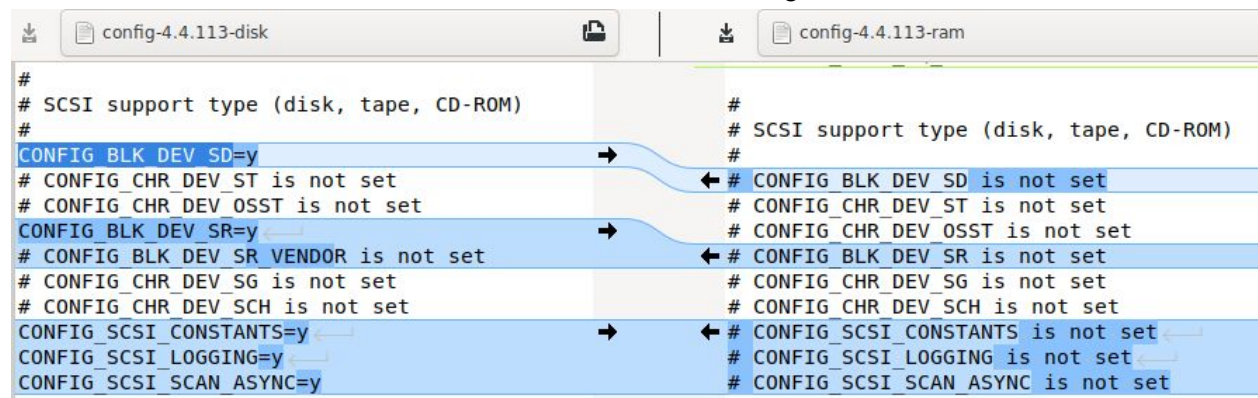 config-4.4.113-disk
config-4.4.113-ram
#
# SCSI support type (disk, tape, CD-ROM)
#
CONFIG_BLK_DEV_SD=y
# CONFIG_CHR_DEV_ST is not set
# CONFIG_CHR_DEV_OSST is not set
CONFIG_BLK_DEV_SR=y
# CONFIG_BLK_DEV_SR_VENDOR is not set
# CONFIG_CHR_DEV_SG is not set
# CONFIG_CHR_DEV_SCH is not set
CONFIG_SCSI_CONSTANTS=y
CONFIG_SCSI_LOGGING=y
CONFIG_SCSI_SCAN_ASYNC=y
#
# SCSI support type (disk, tape, CD-ROM)
#
# CONFIG_BLK_DEV_SD is not set
# CONFIG_CHR_DEV_ST is not set
# CONFIG_CHR_DEV_OSST is not set
# CONFIG_BLK_DEV_SR is not set
# CONFIG_CHR_DEV_SG is not set
# CONFIG_CHR_DEV_SCH is not set
# CONFIG_SCSI_CONSTANTS is not set
# CONFIG_SCSI_LOGGING is not set
# CONFIG_SCSI_SCAN_ASYNC is not set